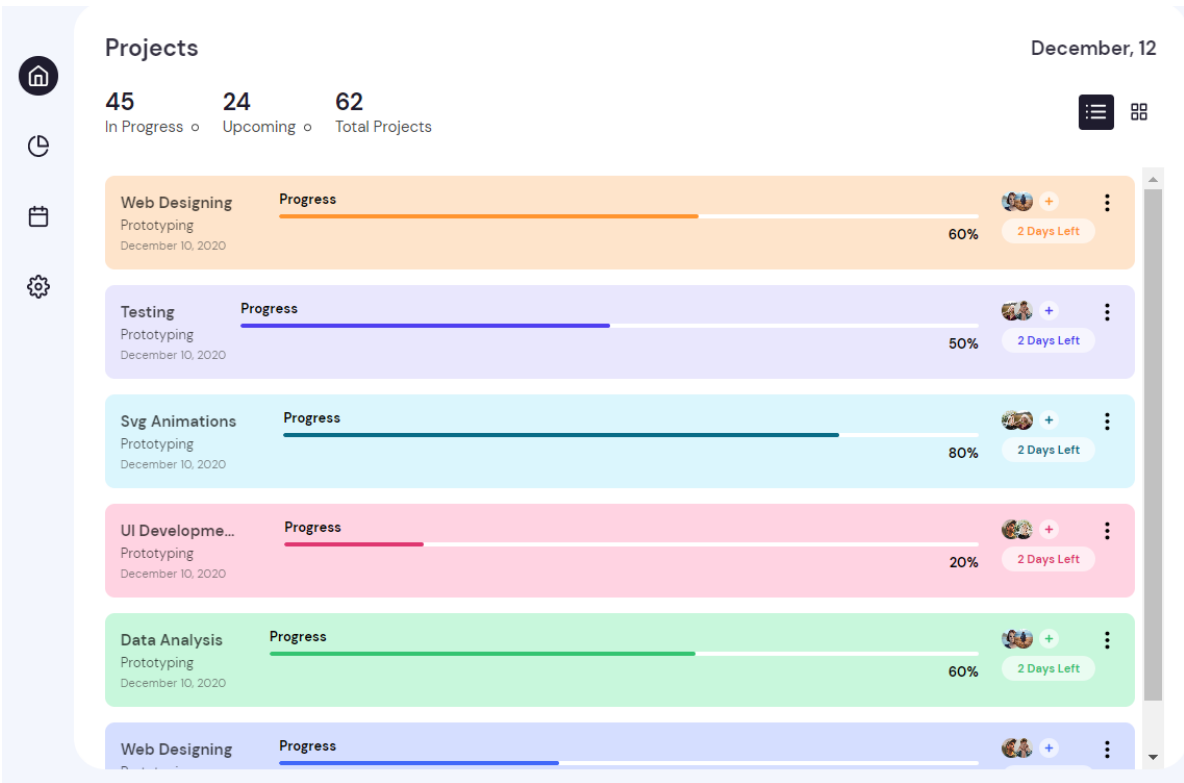 Projects
December, 12
45
In Progress
24
Upcoming
62
Total Projects
Web Designing
Prototyping
December 10, 2020
Progress
60%
+
2 Days Left
Testing
Prototyping
December 10, 2020
Progress
50%
+
2 Days Left
Svg Animations
Prototyping
December 10, 2020
Progress
80%
+
2 Days Left
UI Developme...
Prototyping
December 10, 2020
Progress
20%
+
2 Days Left
Data Analysis
Prototyping
December 10, 2020
Progress
60%
+
2 Days Left
Web Designing
Progress
+